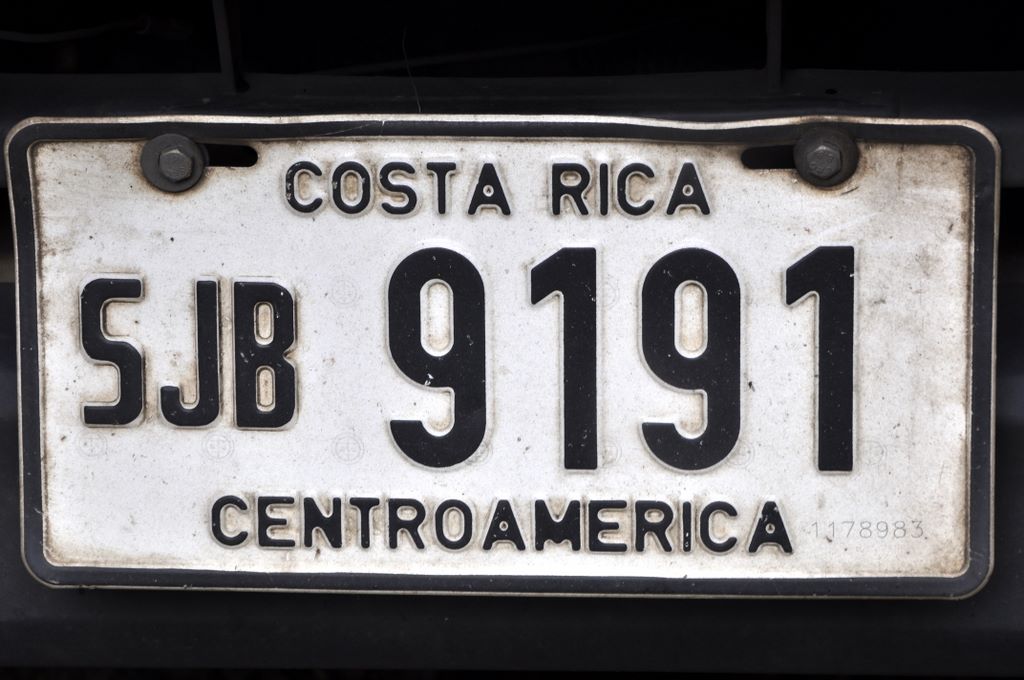 COSTA RICA
SJB 9191
CENTROAMERICA 1178983